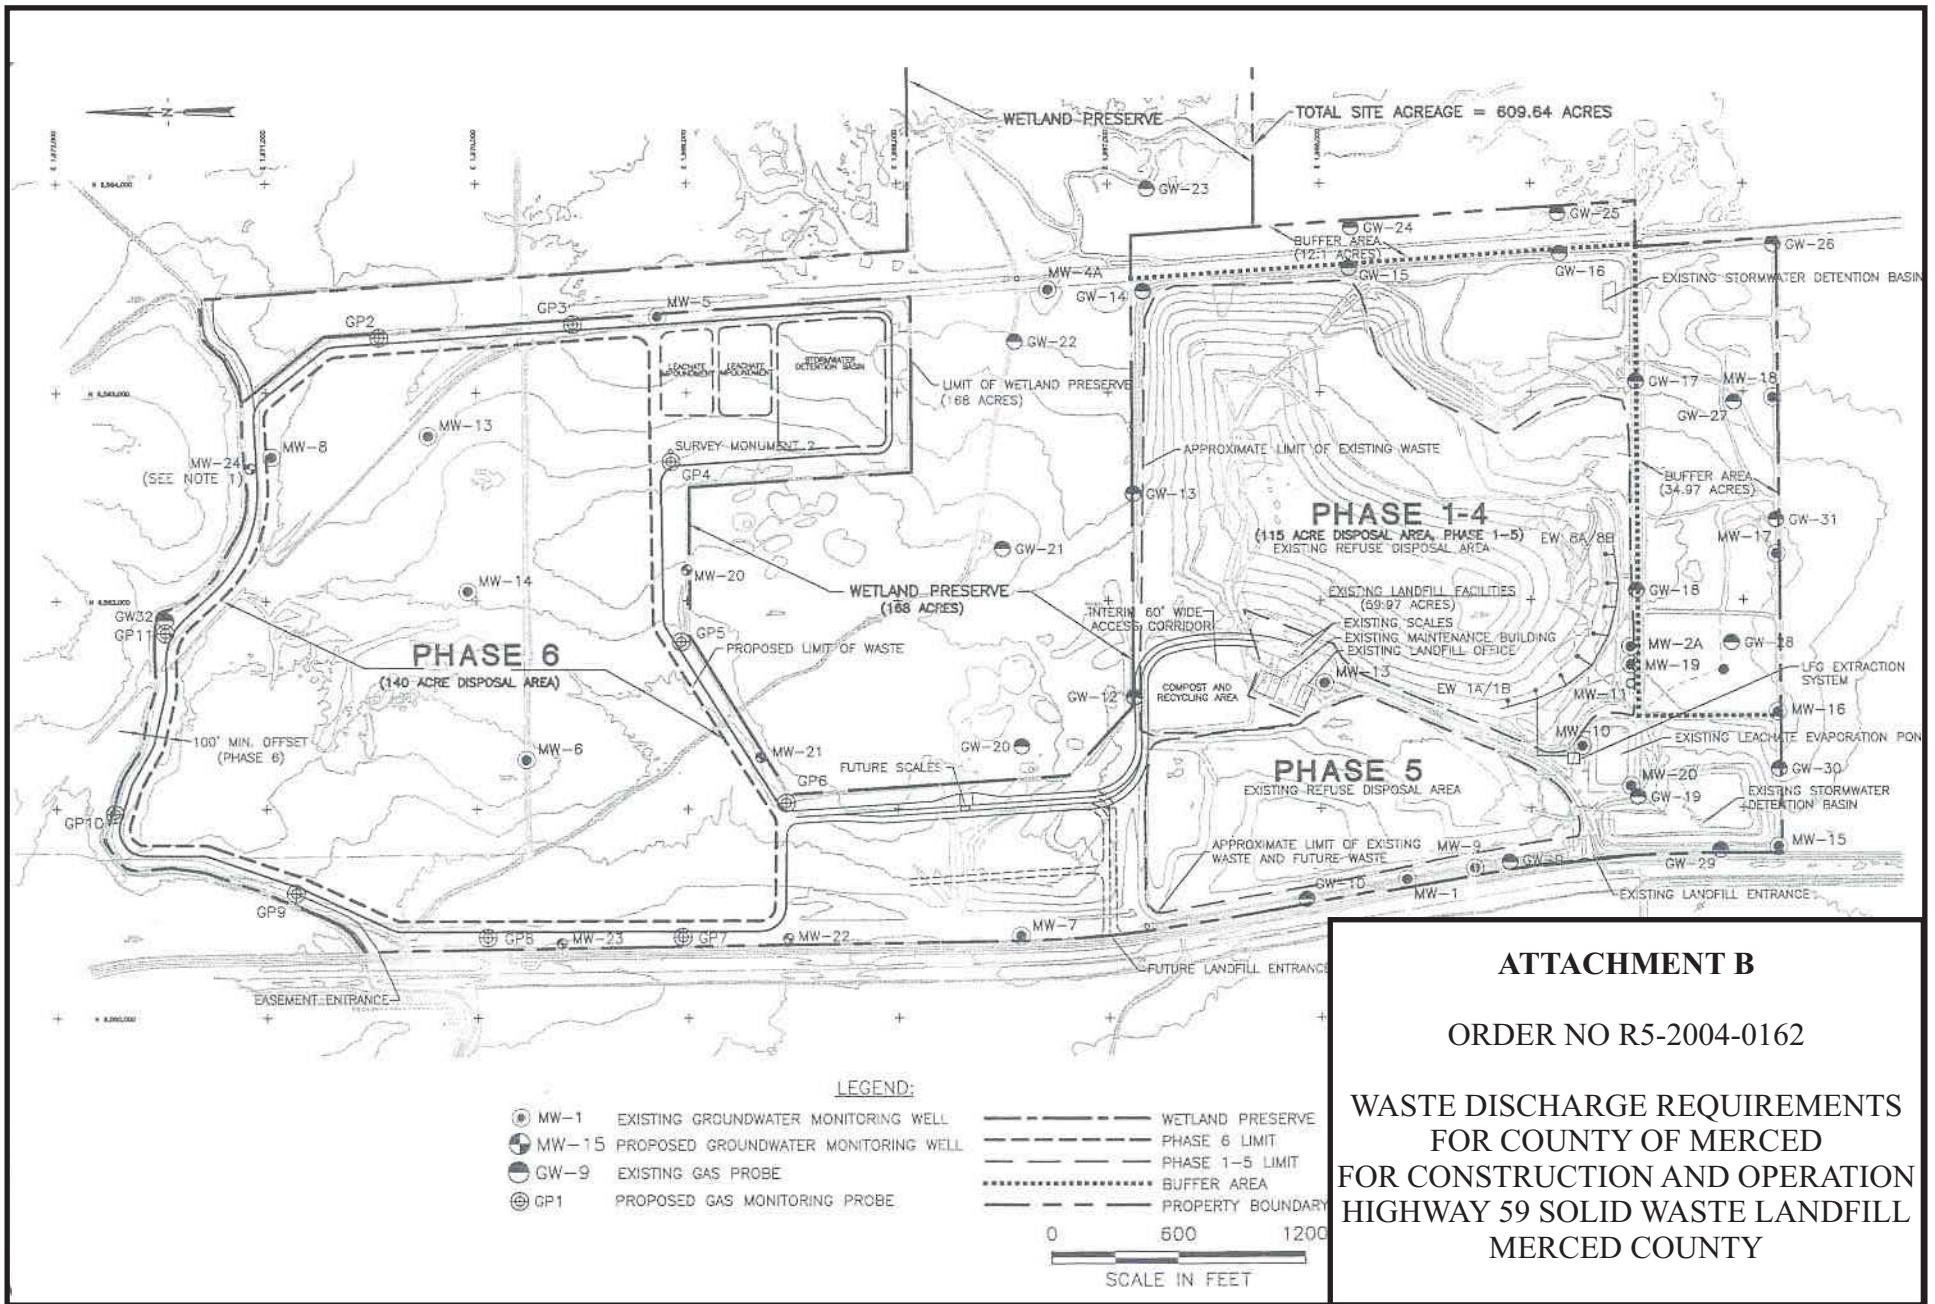 N
WETLAND PRESERVE
TOTAL SITE ACREAGE = 609.64 ACRES
GW-23
GW-24
GW-25
BUFFER AREA
(12.1 ACRES)
GW-26
GW-15
GW-16
EXISTING STORMWATER DETENTION BASIN
MW-4A
GW-14
GP2
GP3
MW-5
GW-22
LEACHATE
IMPOUNDMENT
LEACHATE
IMPOUNDMENT
STORMWATER
DETENTION BASIN
LIMIT OF WETLAND PRESERVE
(168 ACRES)
GW-17
MW-18
GW-27
MW-13
MW-8
MW-24
(SEE NOTE 1)
SURVEY MONUMENT 2
GP4
APPROXIMATE LIMIT OF EXISTING WASTE
GW-13
BUFFER AREA
(34.97 ACRES)
PHASE 1-4
(115 ACRE DISPOSAL AREA, PHASE 1-5)
EXISTING REFUSE DISPOSAL AREA
EW 8A/8B
GW-31
MW-17
GW-21
MW-20
MW-14
WETLAND PRESERVE
(168 ACRES)
GW-18
GW32
GP11
INTERIM 60' WIDE
ACCESS CORRIDOR
EXISTING LANDFILL FACILITIES
(59.97 ACRES)
EXISTING SCALES
EXISTING MAINTENANCE BUILDING
EXISTING LANDFILL OFFICE
GP5
PROPOSED LIMIT OF WASTE
PHASE 6
(140 ACRE DISPOSAL AREA)
MW-2A
GW-28
MW-19
LFG EXTRACTION
SYSTEM
MW-13
COMPOST AND
RECYCLING AREA
GW-12
EW 1A/1B
MW-11
MW-16
100' MIN. OFFSET
(PHASE 6)
MW-6
MW-21
GW-20
MW-10
EXISTING LEACHATE EVAPORATION PON
FUTURE SCALES
PHASE 5
EXISTING REFUSE DISPOSAL AREA
GW-30
MW-20
GW-19
EXISTING STORMWATER
DETENTION BASIN
GP6
GP10
APPROXIMATE LIMIT OF EXISTING
WASTE AND FUTURE WASTE
MW-9
GW-29
MW-15
GW-10
MW-1
EXISTING LANDFILL ENTRANCE
GP9
GP8
MW-23
GP7
MW-22
MW-7
FUTURE LANDFILL ENTRANCE
EASEMENT ENTRANCE
ATTACHMENT B
ORDER NO R5-2004-0162
WASTE DISCHARGE REQUIREMENTS
FOR COUNTY OF MERCED
FOR CONSTRUCTION AND OPERATION
HIGHWAY 59 SOLID WASTE LANDFILL
MERCED COUNTY
LEGEND:
MW-1 EXISTING GROUNDWATER MONITORING WELL
MW-15 PROPOSED GROUNDWATER MONITORING WELL
GW-9 EXISTING GAS PROBE
GP1 PROPOSED GAS MONITORING PROBE
WETLAND PRESERVE
PHASE 6 LIMIT
PHASE 1-5 LIMIT
BUFFER AREA
PROPERTY BOUNDARY
0 600 1200
SCALE IN FEET